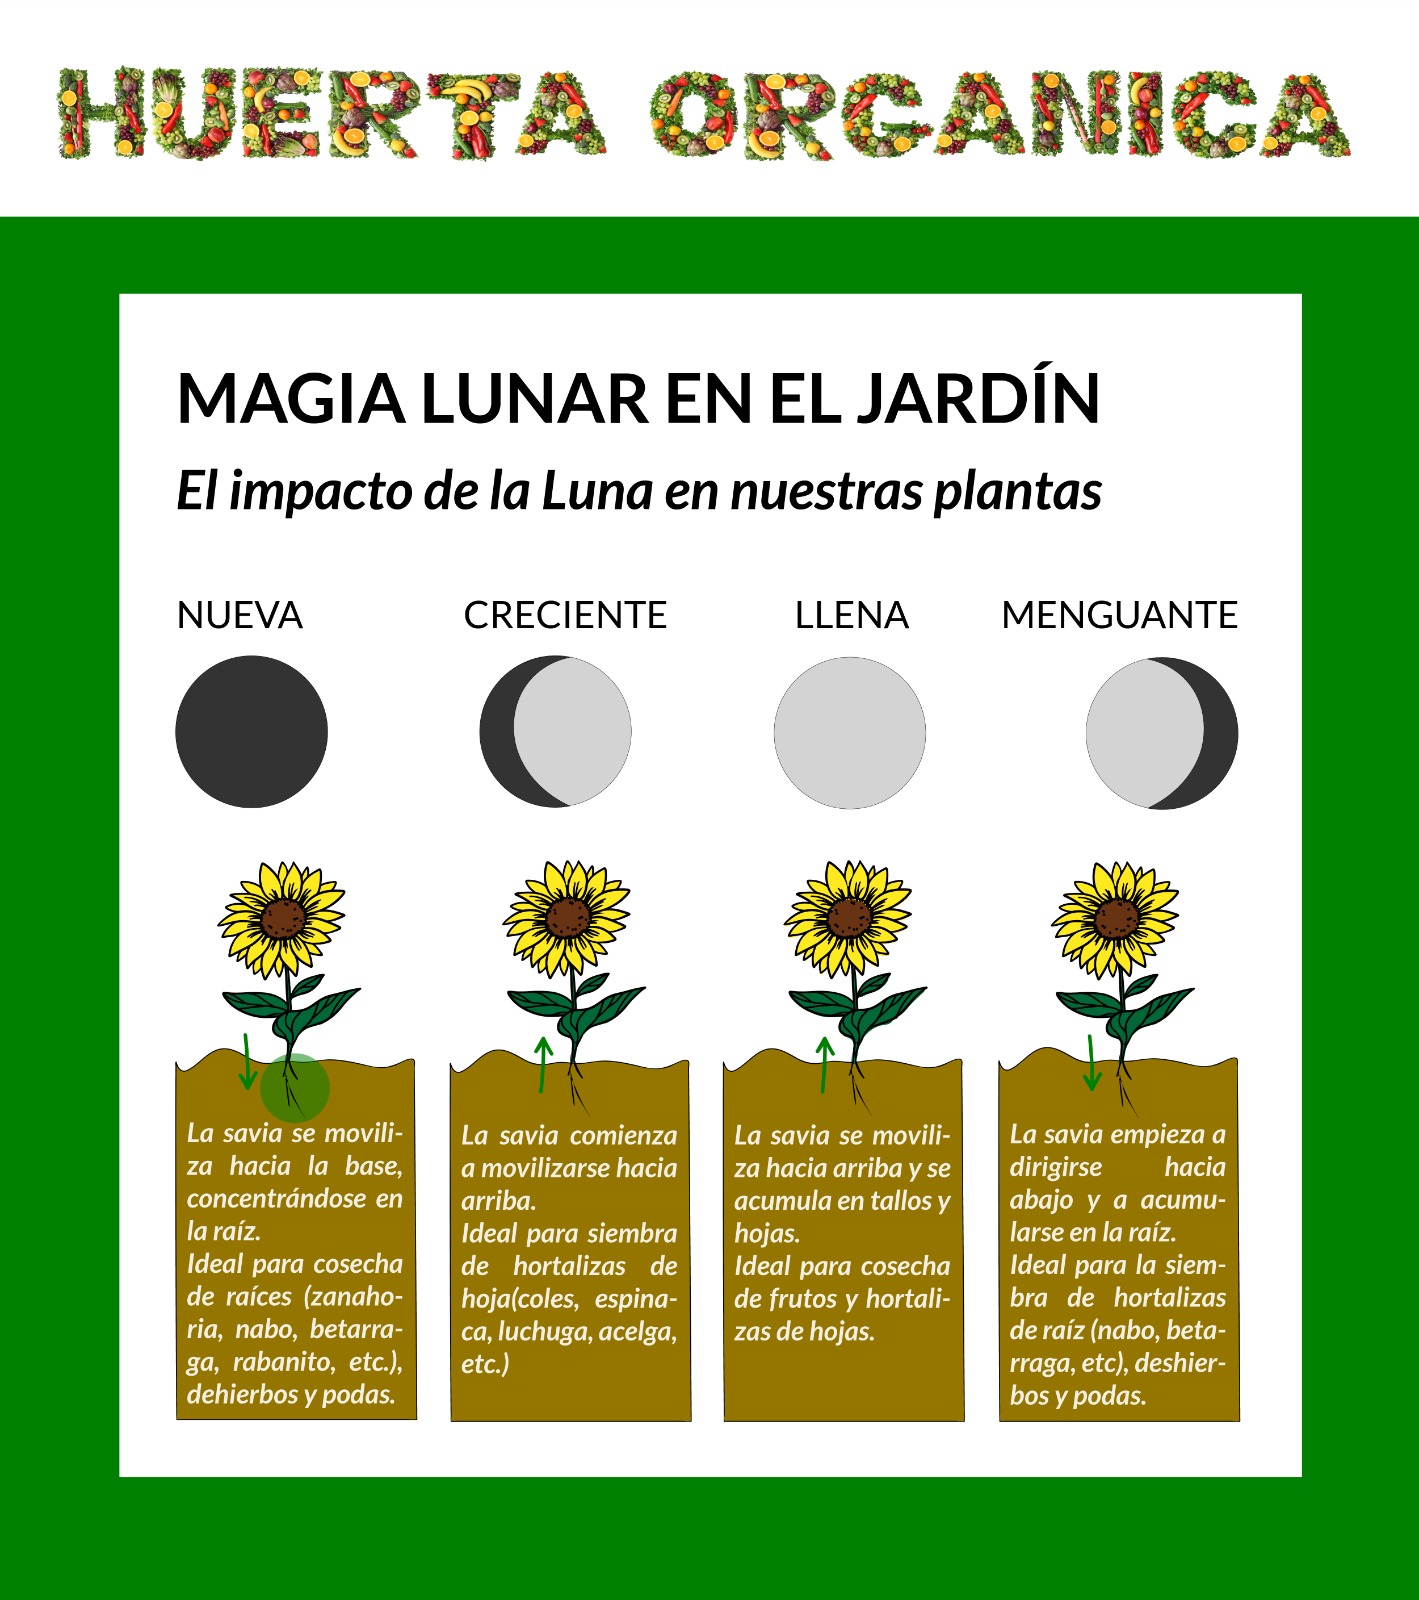 HUERTA ORGANICA
MAGIA LUNAR EN EL JARDÍN
El impacto de la Luna en nuestras plantas
NUEVA
CRECIENTE
LLENA
MENGUANTE
La savia se movili-
za hacia la base,
concentrándose en
la raíz.
Ideal para cosecha
de raíces (zanaho-
ria, nabo, betarra-
ga, rabanito, etc.),
dehierbos y podas.
La savia comienza
a movilizarse hacia
arriba.
Ideal para siembra
de hortalizas de
hoja(coles, espina-
ca, luchuga, acelga,
etc.)
La savia se movili-
za hacia arriba y se
acumula en tallos y
hojas.
Ideal para cosecha
de frutos y hortali-
zas de hojas.
La savia empieza a
dirigirse hacia
abajo y a acumu-
larse en la raíz.
Ideal para la siem-
bra de hortalizas
de raíz (nabo, beta-
rraga, etc), deshier-
bos y podas.